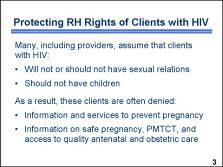 Protecting RH Rights of Clients with HIV
Many, including providers, assume that clients
with HIV:
• Will not or should not have sexual relations
• Should not have children
As a result, these clients are often denied:
• Information and services to prevent pregnancy
• Information on safe pregnancy, PMTCT, and
access to quality antenatal and obstetric care
3